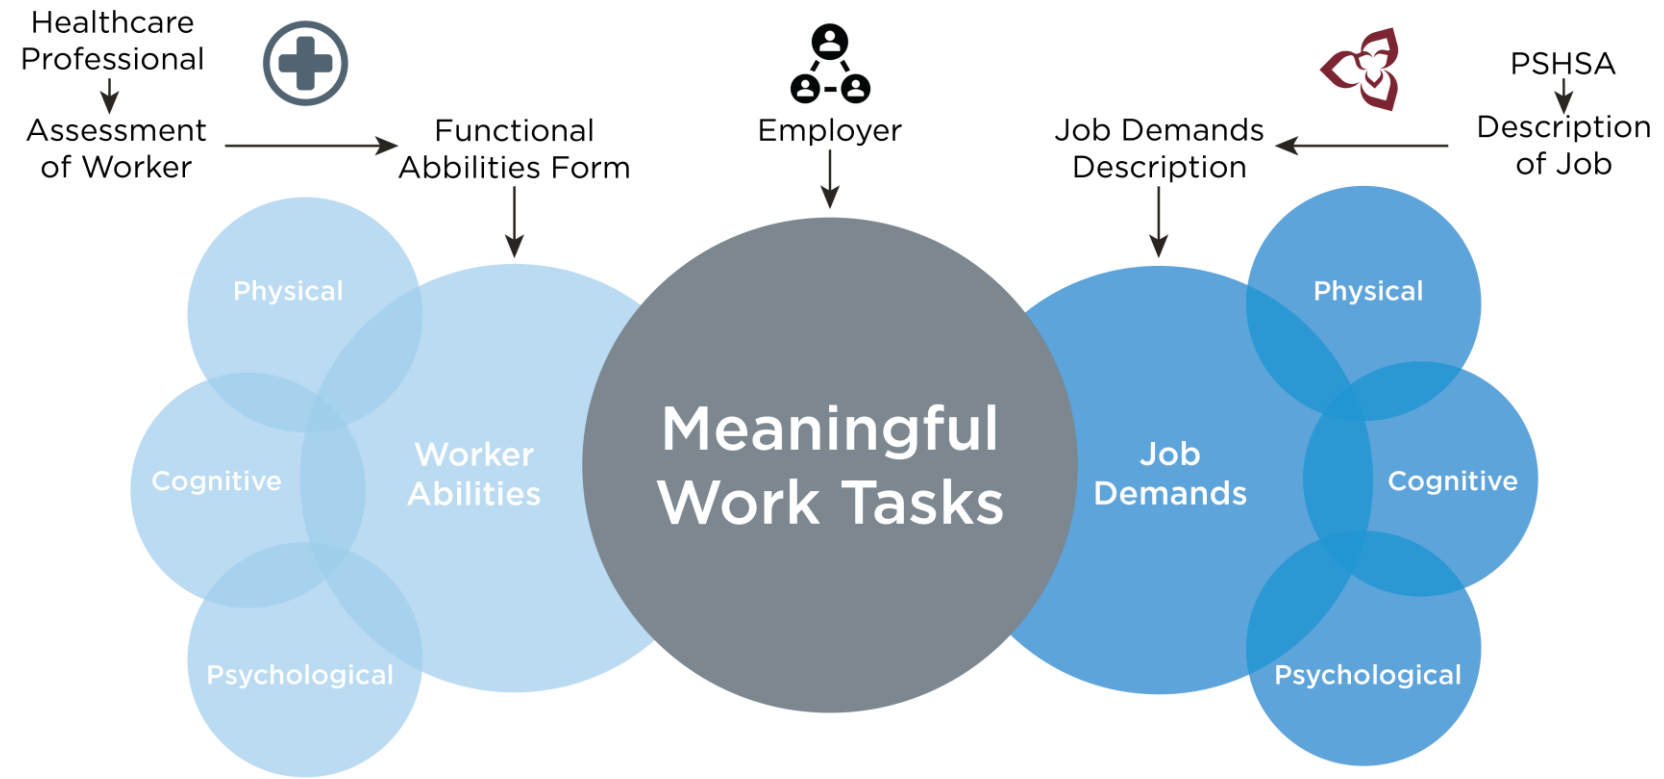 Healthcare
Professional
Assessment
of Worker
Functional
Abbilities Form
Employer
Job Demands
Description
PSHSA
Description
of Job
Physical
Cognitive
Psychological
Worker
Abilities
Meaningful
Work Tasks
Job
Demands
Physical
Cognitive
Psychological